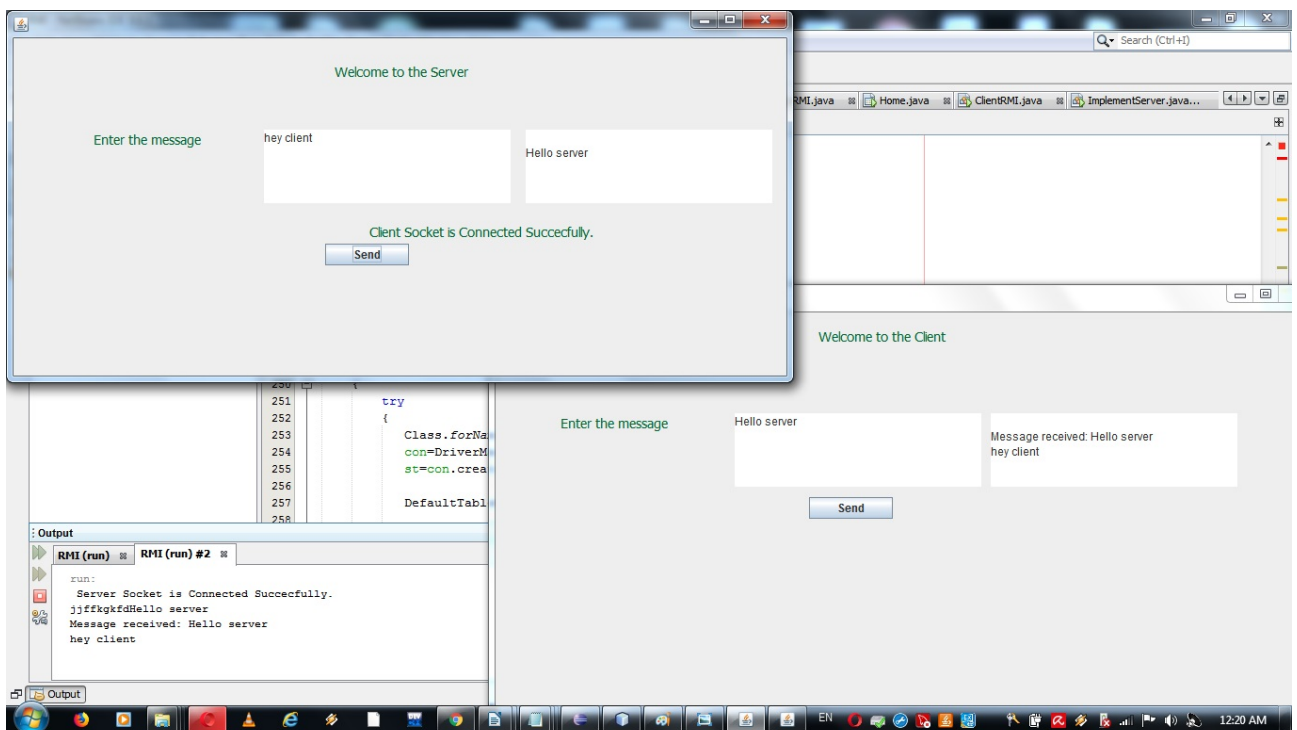 Search (Ctrl+I)
Welcome to the Server
RMI.java
Home.java
ClientRMI.java
ImplementServer.java...
Enter the message
hey client
Hello server
Client Socket is Connected Succecfully.
Send
Welcome to the Client
Enter the message
Hello server
Message received: Hello server
hey client
Send
250 {
251 try
252 {
253 Class.forNa
254 con=DriverM
255 st=con.crea
256
257 DefaultTabl
258
Output
RMI (run)
RMI (run) #2
run:
Server Socket is Connected Succecfully.
jjffkgkfdHello server
Message received: Hello server
hey client
Output
EN
12:20 AM